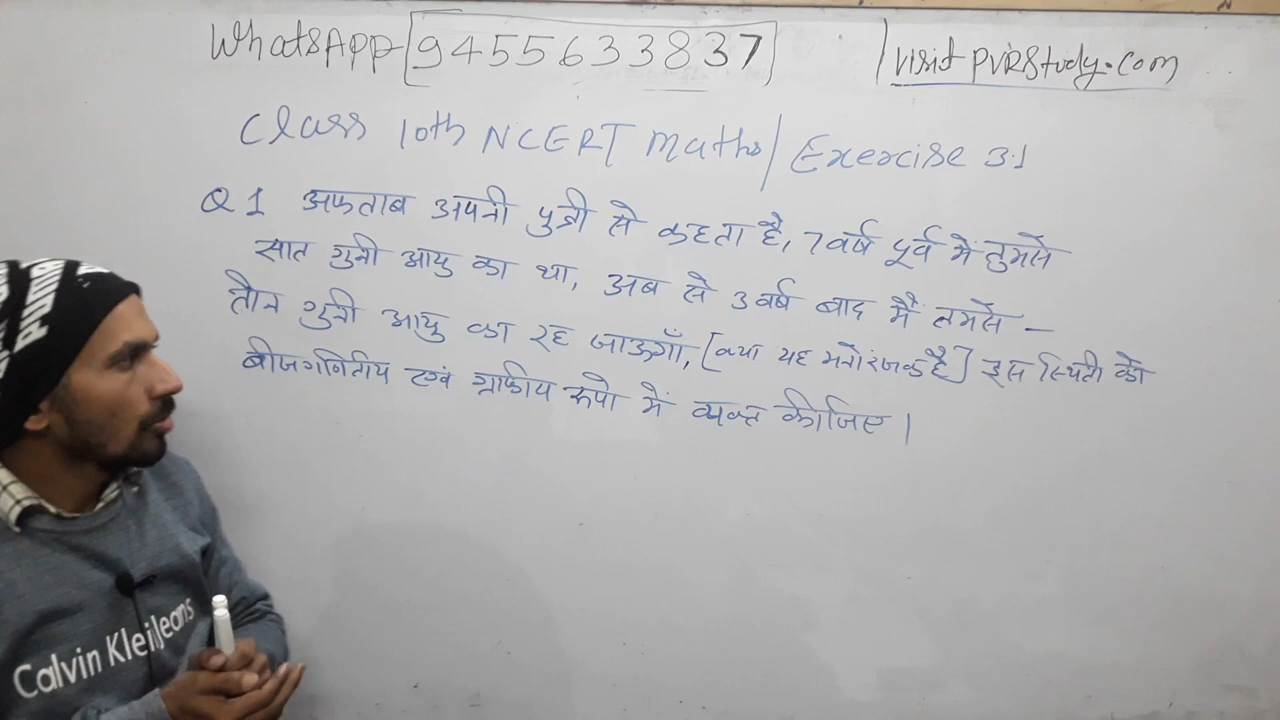 WhatsApp 9455633837
visit PVRStudy.com
Class 10th NCERT Maths / Exercise 3.1
Q 1 अफताब अपनी पुत्री से कहता है, 7 वर्ष पूर्व मे तुमसे
सात गुनी आयु का था, अब से 3 वर्ष बाद मैं तुमसे –
तीन गुनी आयु का रह जाऊगाँ, [क्या यह मनोरंजक है] इस स्थिती को
बीजगणितीय एवं ग्राफीय रूपो में व्यक्त कीजिए।
Calvin Klein Jeans